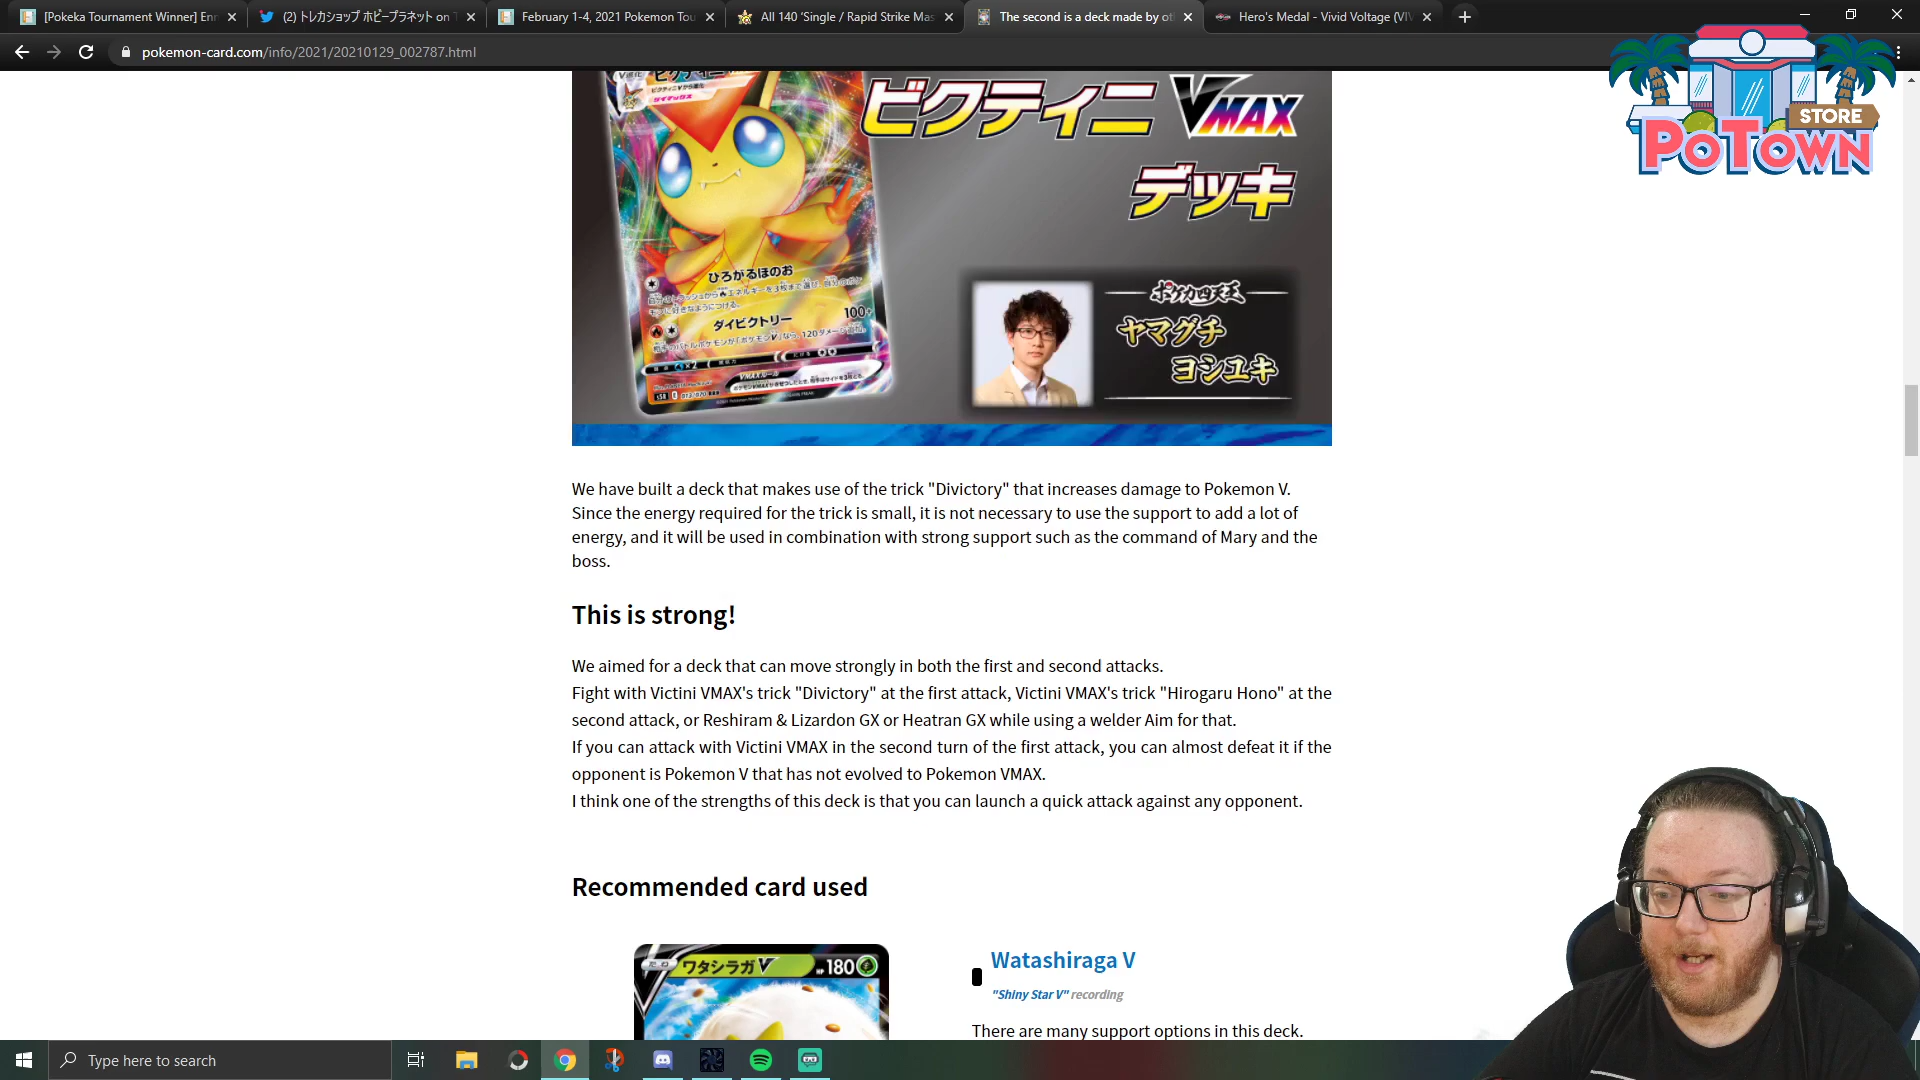 [Pokeka Tournament Winner] Enr
(2) トレカショップ ホビープラネット on T
February 1-4, 2021 Pokemon Tou
All 140 'Single / Rapid Strike Mas
The second is a deck made by ot
Hero's Medal - Vivid Voltage (VIV
pokemon-card.com/info/2021/20210129_002787.html
STORE
PoTown
ビクティニ VMAX
デッキ
ひろがるほのお
ダイビクトリー 100+
ポケカ四天王
ヤマグチ
ヨシユキ
We have built a deck that makes use of the trick "Divictory" that increases damage to Pokemon V.
Since the energy required for the trick is small, it is not necessary to use the support to add a lot of
energy, and it will be used in combination with strong support such as the command of Mary and the
boss.
This is strong!
We aimed for a deck that can move strongly in both the first and second attacks.
Fight with Victini VMAX's trick "Divictory" at the first attack, Victini VMAX's trick "Hirogaru Hono" at the
second attack, or Reshiram & Lizardon GX or Heatran GX while using a welder Aim for that.
If you can attack with Victini VMAX in the second turn of the first attack, you can almost defeat it if the
opponent is Pokemon V that has not evolved to Pokemon VMAX.
I think one of the strengths of this deck is that you can launch a quick attack against any opponent.
Recommended card used
たね ワタシラガV HP 180
Watashiraga V
"Shiny Star V" recording
There are many support options in this deck.
Type here to search